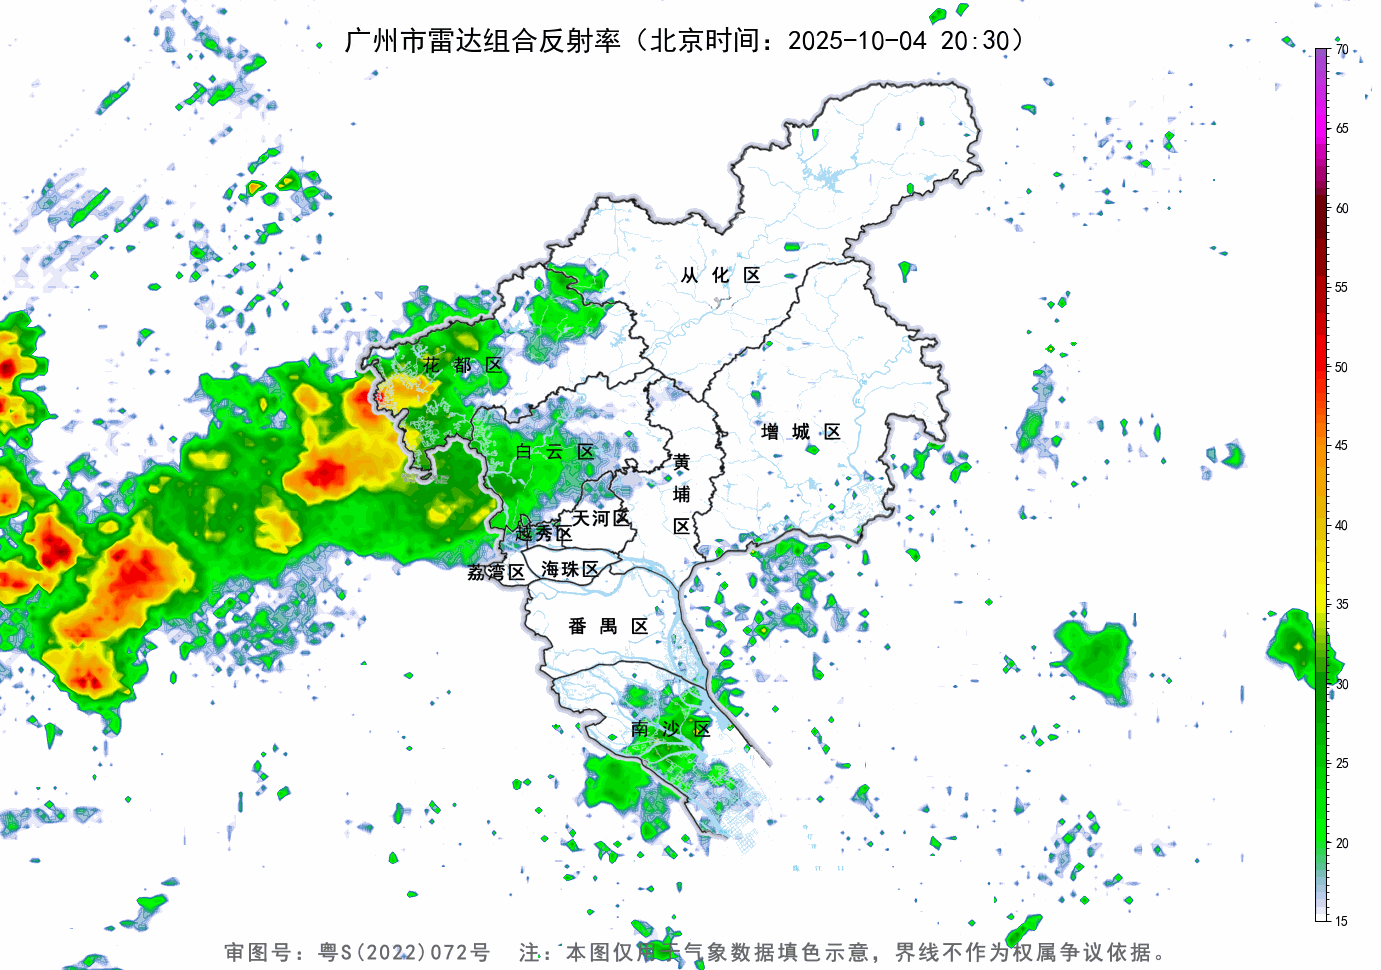 广州市雷达组合反射率（北京时间：2025-10-04 20:30）
70
65
60
55
50
45
40
35
30
25
20
15
从 化 区
花 都 区
增 城 区
白 云 区
黄
埔
区
天河区
越秀区
荔湾区
海珠区
番 禺 区
南 沙 区
审图号：粤S(2022)072号 注：本图仅用于气象数据填色示意，界线不作为权属争议依据。